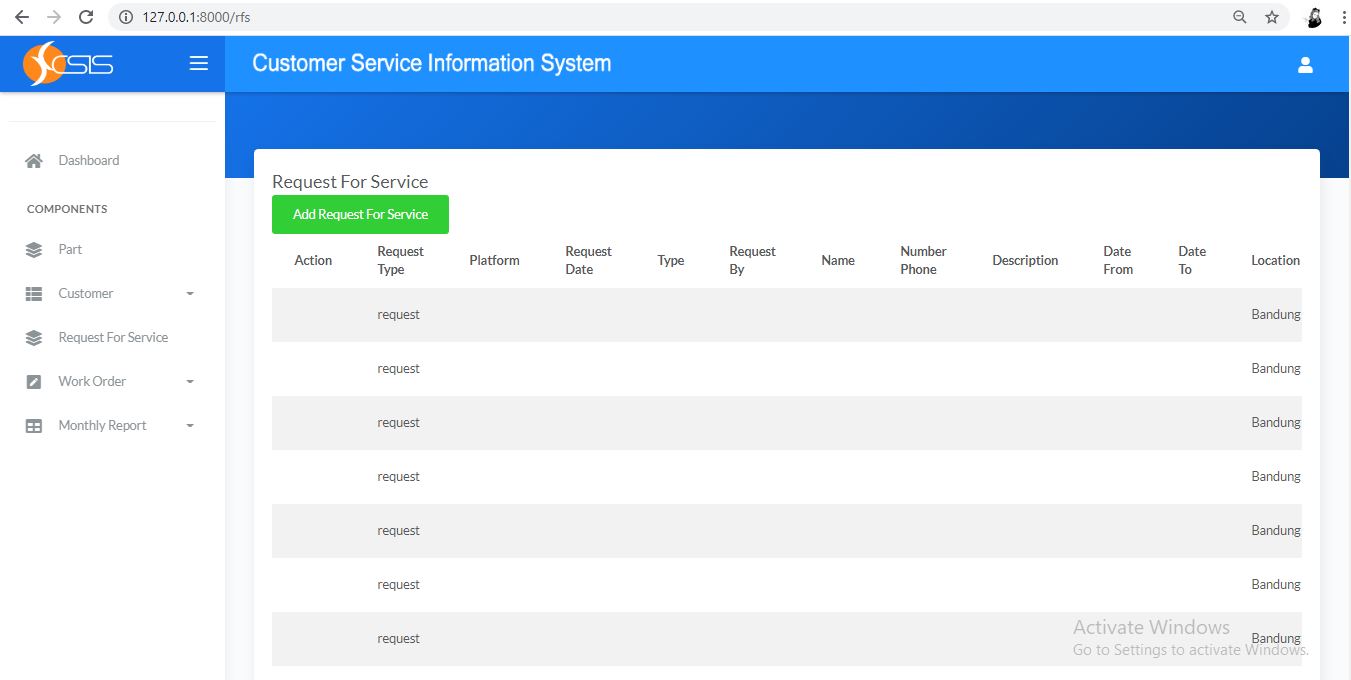 127.0.0.1:8000/rfs
CSIS
Customer Service Information System
Dashboard
COMPONENTS
Part
Customer
Request For Service
Work Order
Monthly Report
Request For Service
Add Request For Service
Action Request Type Platform Request Date Type Request By Name Number Phone Description Date From Date To Location
request Bandung
request Bandung
request Bandung
request Bandung
request Bandung
request Bandung
request Bandung
Activate Windows
Go to Settings to activate Windows.